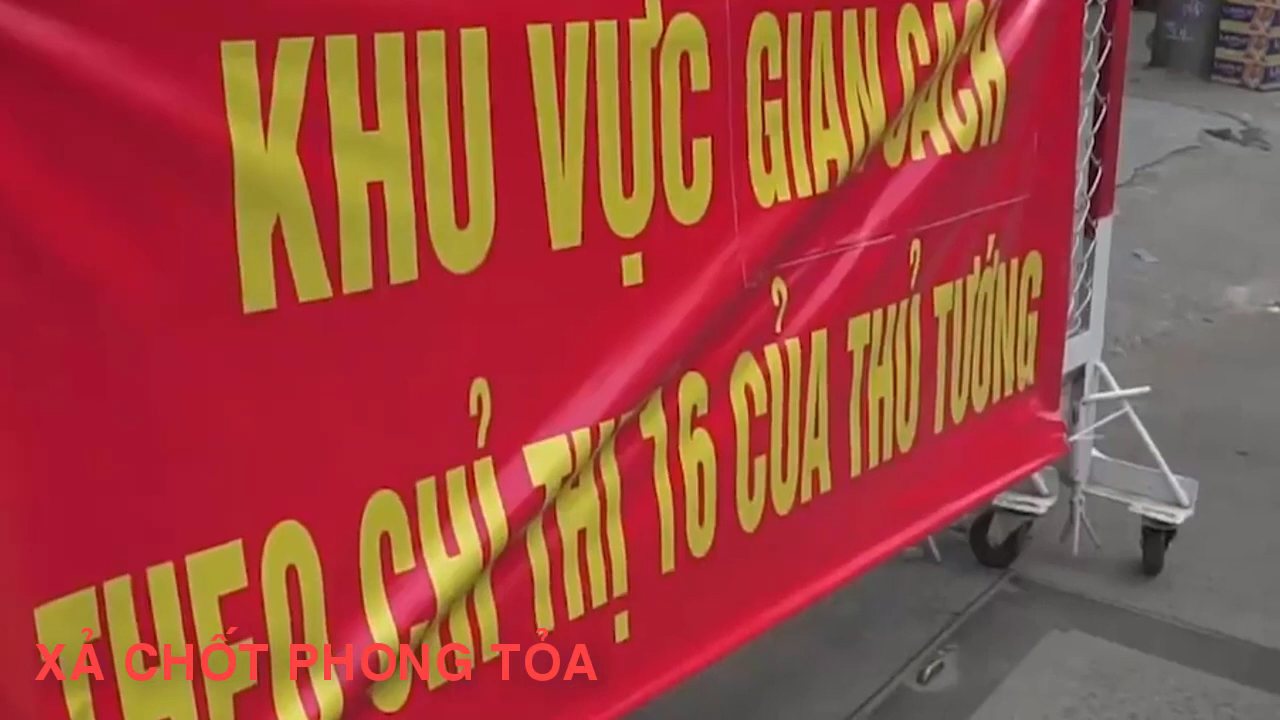 KHU VỰC GIAN CÁCH
THEO CHỈ THỊ 16 CỦA THỦ TƯỚNG
XẢ CHỐT PHONG TỎA